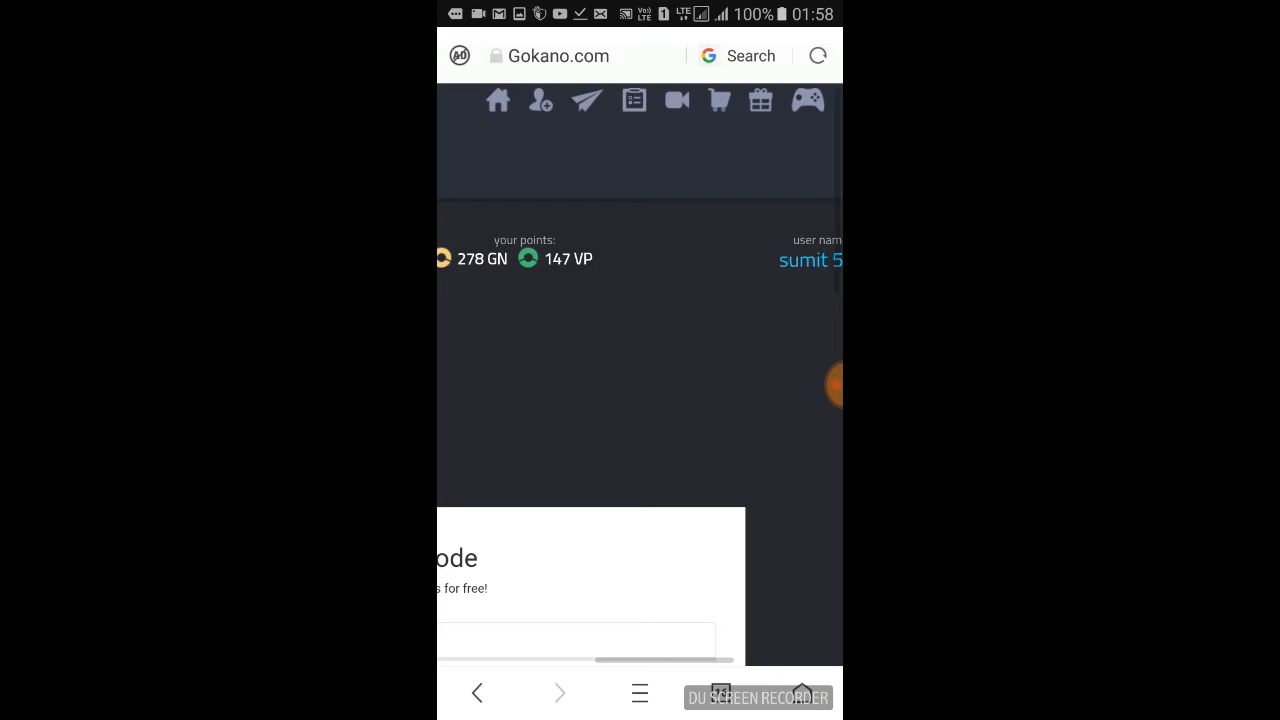 100% 01:58
Gokano.com Search
your points:
278 GN 147 VP
user nam
sumit 5
ode
s for free!
DU SCREEN RECORDER